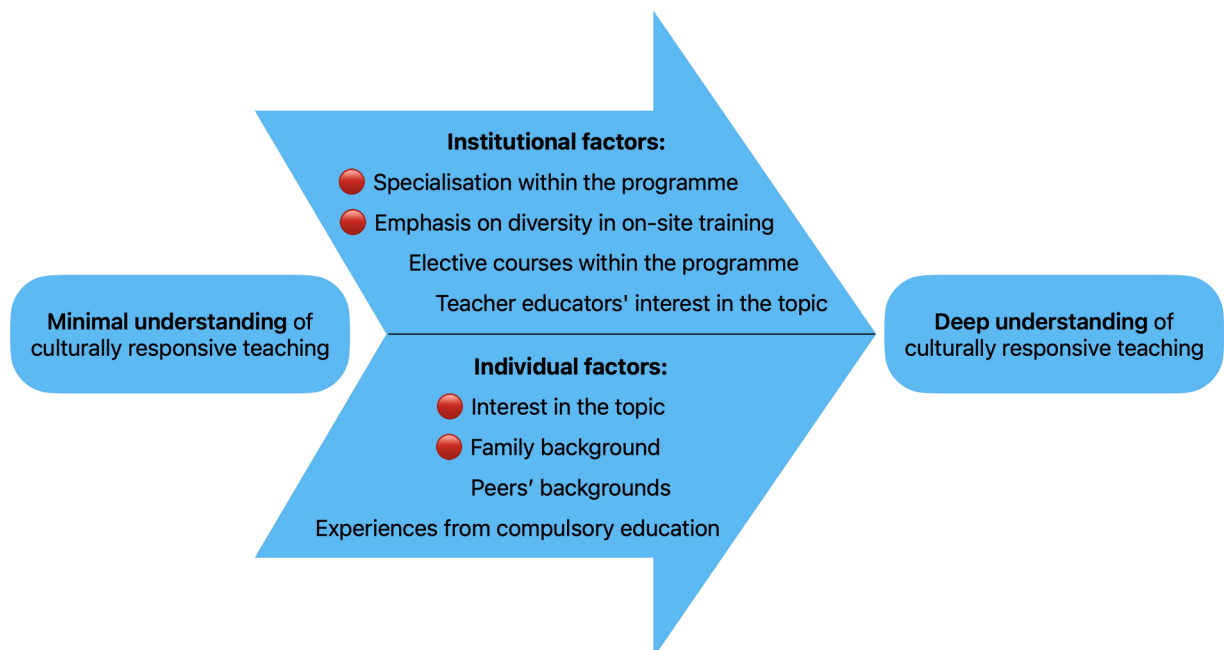 Institutional factors:
Specialisation within the programme
Emphasis on diversity in on-site training
Elective courses within the programme
Teacher educators' interest in the topic
Minimal understanding of
culturally responsive teaching
Deep understanding of
culturally responsive teaching
Individual factors:
Interest in the topic
Family background
Peers’ backgrounds
Experiences from compulsory education